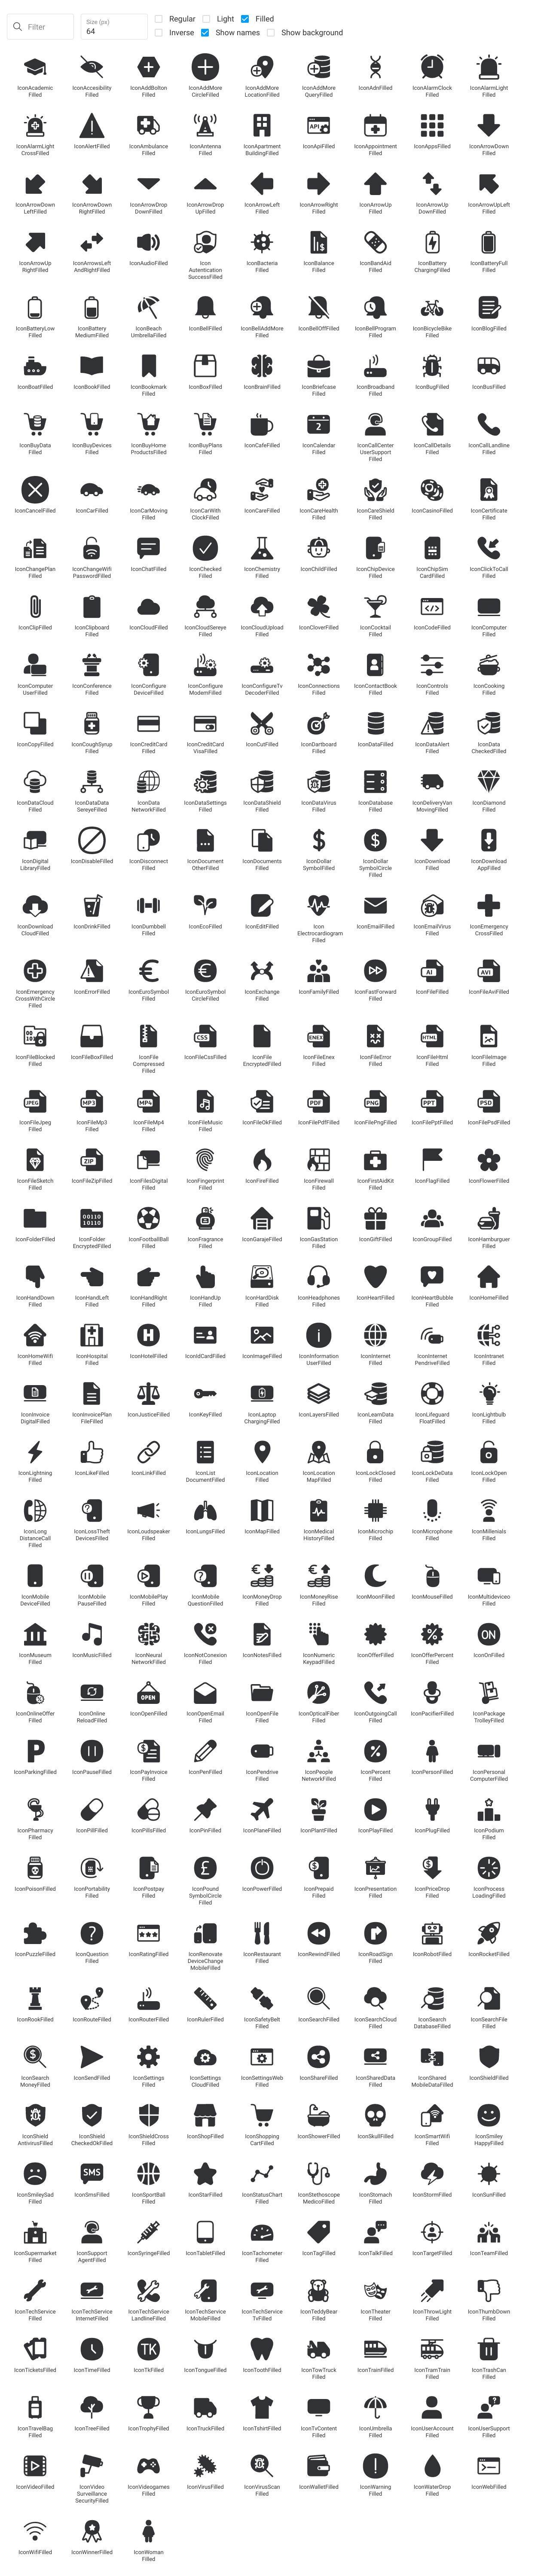 Filter
Size (px)
64
Regular Light Filled
Inverse Show names Show background
IconAcademic Filled IconAccesibility Filled IconAddBolton Filled IconAddMore CircleFilled IconAddMore LocationFilled IconAddMore QueryFilled IconAdnFilled IconAlarmClock Filled IconAlarmLight Filled
IconAlarmLight CrossFilled IconAlertFilled IconAmbulance Filled IconAntenna Filled IconApartment BuildingFilled IconApiFilled IconAppointment Filled IconAppsFilled IconArrowDown Filled
IconArrowDown LeftFilled IconArrowDown RightFilled IconArrowDrop DownFilled IconArrowDrop UpFilled IconArrowLeft Filled IconArrowRight Filled IconArrowUp Filled IconArrowUp DownFilled IconArrowUpLeft Filled
IconArrowUp RightFilled IconArrowsLeft AndRightFilled IconAudioFilled Icon Autentication SuccessFilled IconBacteria Filled IconBalance Filled IconBandAid Filled IconBattery ChargingFilled IconBatteryFull Filled
IconBatteryLow Filled IconBattery MediumFilled IconBeach UmbrellaFilled IconBellFilled IconBellAddMore Filled IconBellOffFilled IconBellProgram Filled IconBicycleBike Filled IconBlogFilled
IconBoatFilled IconBookFilled IconBookmark Filled IconBoxFilled IconBrainFilled IconBriefcase Filled IconBroadband Filled IconBugFilled IconBusFilled
IconBuyData Filled IconBuyDevices Filled IconBuyHome ProductsFilled IconBuyPlans Filled IconCafeFilled IconCalendar Filled IconCallCenter UserSupport Filled IconCallDetails Filled IconCallLandline Filled
IconCancelFilled IconCarFilled IconCarMoving Filled IconCarWith ClockFilled IconCareFilled IconCareHealth Filled IconCareShield Filled IconCasinoFilled IconCertificate Filled
IconChangePlan Filled IconChangeWifi PasswordFilled IconChatFilled IconChecked Filled IconChemistry Filled IconChildFilled IconChipDevice Filled IconChipSim CardFilled IconClickToCall Filled
IconClipFilled IconClipboard Filled IconCloudFilled IconCloudSereye Filled IconCloudUpload Filled IconCloverFilled IconCocktail Filled IconCodeFilled IconComputer Filled
IconComputer UserFilled IconConference Filled IconConfigure DeviceFilled IconConfigure ModemFilled IconConfigureTv DecoderFilled IconConnections Filled IconContactBook Filled IconControls Filled IconCooking Filled
IconCopyFilled IconCoughSyrup Filled IconCreditCard Filled IconCreditCard VisaFilled IconCutFilled IconDartboard Filled IconDataFilled IconDataAlert Filled IconData CheckedFilled
IconDataCloud Filled IconDataData SereyeFilled IconData NetworkFilled IconDataSettings Filled IconDataShield Filled IconDataVirus Filled IconDatabase Filled IconDeliveryVan MovingFilled IconDiamond Filled
IconDigital LibraryFilled IconDisableFilled IconDisconnect Filled IconDocument OtherFilled IconDocuments Filled IconDollar SymbolFilled IconDollar SymbolCircle Filled IconDownload Filled IconDownload AppFilled
IconDownload CloudFilled IconDrinkFilled IconDumbbell Filled IconEcoFilled IconEditFilled Icon Electrocardiogram Filled IconEmailFilled IconEmailVirus Filled IconEmergency CrossFilled
IconEmergency CrossWithCircle Filled IconErrorFilled IconEuroSymbol Filled IconEuroSymbol CircleFilled IconExchange Filled IconFamilyFilled IconFastForward Filled IconFileFilled IconFileAviFilled
IconFileBlocked Filled IconFileBoxFilled IconFile Compressed Filled IconFileCssFilled IconFile EncryptedFilled IconFileEnex Filled IconFileError Filled IconFileHtml Filled IconFileImage Filled
IconFileJpeg Filled IconFileMp3 Filled IconFileMp4 Filled IconFileMusic Filled IconFileOkFilled IconFilePdfFilled IconFilePngFilled IconFilePptFilled IconFilePsdFilled
IconFileSketch Filled IconFileZipFilled IconFilesDigital Filled IconFingerprint Filled IconFireFilled IconFirewall Filled IconFirstAidKit Filled IconFlagFilled IconFlowerFilled
IconFolderFilled IconFolder EncryptedFilled IconFootballBall Filled IconFragrance Filled IconGarajeFilled IconGasStation Filled IconGiftFilled IconGroupFilled IconHamburguer Filled
IconHandDown Filled IconHandLeft Filled IconHandRight Filled IconHandUp Filled IconHardDisk Filled IconHeadphones Filled IconHeartFilled IconHeartBubble Filled IconHomeFilled
IconHomeWifi Filled IconHospital Filled IconHotelFilled IconIdCardFilled IconImageFilled IconInformation UserFilled IconInternet Filled IconInternet PendriveFilled IconIntranet Filled
IconInvoice DigitalFilled IconInvoicePlan FileFilled IconJusticeFilled IconKeyFilled IconLaptop ChargingFilled IconLayersFilled IconLearnData Filled IconLifeguard FloatFilled IconLightbulb Filled
IconLightning Filled IconLikeFilled IconLinkFilled IconList DocumentFilled IconLocation Filled IconLocation MapFilled IconLockClosed Filled IconLockDeData Filled IconLockOpen Filled
IconLong DistanceCall Filled IconLossTheft DevicesFilled IconLoudspeaker Filled IconLungsFilled IconMapFilled IconMedical HistoryFilled IconMicrochip Filled IconMicrophone Filled IconMillenials Filled
IconMobile DeviceFilled IconMobile PauseFilled IconMobilePlay Filled IconMobile QuestionFilled IconMoneyDrop Filled IconMoneyRise Filled IconMoonFilled IconMouseFilled IconMultideviceo Filled
IconMuseum Filled IconMusicFilled IconNeural NetworkFilled IconNotConexion Filled IconNotesFilled IconNumeric KeypadFilled IconOfferFilled IconOfferPercent Filled IconOnFilled
IconOnlineOffer Filled IconOnline ReloadFilled IconOpenFilled IconOpenEmail Filled IconOpenFile Filled IconOpticalFiber Filled IconOutgoingCall Filled IconPacifierFilled IconPackage TrolleyFilled
IconParkingFilled IconPauseFilled IconPayInvoice Filled IconPenFilled IconPendrive Filled IconPeople NetworkFilled IconPercent Filled IconPersonFilled IconPersonal ComputerFilled
IconPharmacy Filled IconPillFilled IconPillsFilled IconPinFilled IconPlaneFilled IconPlantFilled IconPlayFilled IconPlugFilled IconPodium Filled
IconPoisonFilled IconPortability Filled IconPostpay Filled IconPound SymbolCircle Filled IconPowerFilled IconPrepaid Filled IconPresentation Filled IconPriceDrop Filled IconProcess LoadingFilled
IconPuzzleFilled IconQuestion Filled IconRatingFilled IconRenovate DeviceChange MobileFilled IconRestaurant Filled IconRewindFilled IconRoadSign Filled IconRobotFilled IconRocketFilled
IconRookFilled IconRouteFilled IconRouterFilled IconRulerFilled IconSafetyBelt Filled IconSearchFilled IconSearchCloud Filled IconSearch DatabaseFilled IconSearchFile Filled
IconSearch MoneyFilled IconSendFilled IconSettings Filled IconSettings CloudFilled IconSettingsWeb Filled IconShareFilled IconSharedData Filled IconShared MobileDataFilled IconShieldFilled
IconShield AntivirusFilled IconShield CheckedOkFilled IconShieldCross Filled IconShopFilled IconShopping CartFilled IconShowerFilled IconSkullFilled IconSmartWifi Filled IconSmiley HappyFilled
IconSmileySad Filled IconSmsFilled IconSportBall Filled IconStarFilled IconStatusChart Filled IconStethoscope MedicoFilled IconStomach Filled IconStormFilled IconSunFilled
IconSupermarket Filled IconSupport AgentFilled IconSyringeFilled IconTabletFilled IconTachometer Filled IconTagFilled IconTalkFilled IconTargetFilled IconTeamFilled
IconTechService Filled IconTechService InternetFilled IconTechService LandlineFilled IconTechService MobileFilled IconTechService TvFilled IconTeddyBear Filled IconTheater Filled IconThrowLight Filled IconThumbDown Filled
IconTicketsFilled IconTimeFilled IconTkFilled IconTongueFilled IconToothFilled IconTowTruck Filled IconTrainFilled IconTramTrain Filled IconTrashCan Filled
IconTravelBag Filled IconTreeFilled IconTrophyFilled IconTruckFilled IconTshirtFilled IconTvContent Filled IconUmbrella Filled IconUserAccount Filled IconUserSupport Filled
IconVideoFilled IconVideo Surveillance SecurityFilled IconVideogames Filled IconVirusFilled IconVirusScan Filled IconWalletFilled IconWarning Filled IconWaterDrop Filled IconWebFilled
IconWifiFilled IconWinnerFilled IconWoman Filled